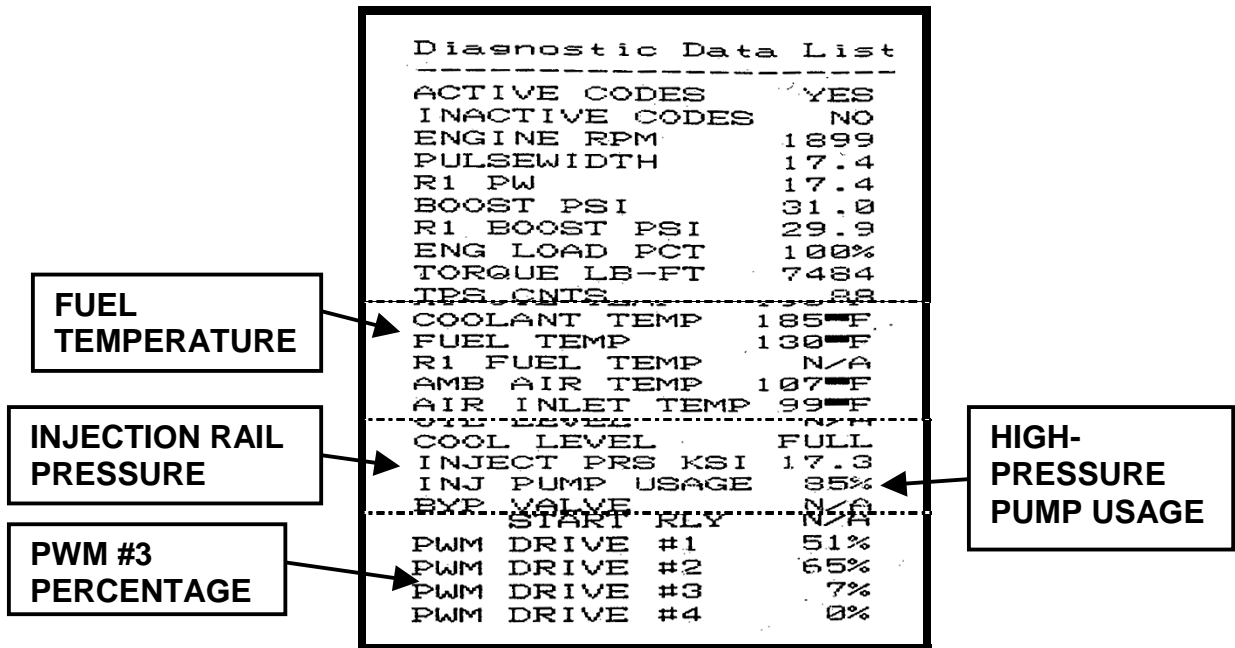 Diagnostic Data List
ACTIVE CODES YES
INACTIVE CODES NO
ENGINE RPM 1899
PULSEWIDTH 17.4
R1 PW 17.4
BOOST PSI 31.0
R1 BOOST PSI 29.9
ENG LOAD PCT 100%
TORQUE LB-FT 7484
TPS CNTS
COOLANT TEMP 185 F
FUEL TEMP 130 F
R1 FUEL TEMP N/A
AMB AIR TEMP 107 F
AIR INLET TEMP 99 F
COOL LEVEL FULL
INJECT PRS KSI 17.3
INJ PUMP USAGE 85%
BYP VALVE N/A
START RLY N/A
PWM DRIVE #1 51%
PWM DRIVE #2 65%
PWM DRIVE #3 7%
PWM DRIVE #4 0%
FUEL
TEMPERATURE
INJECTION RAIL
PRESSURE
PWM #3
PERCENTAGE
HIGH-
PRESSURE
PUMP USAGE